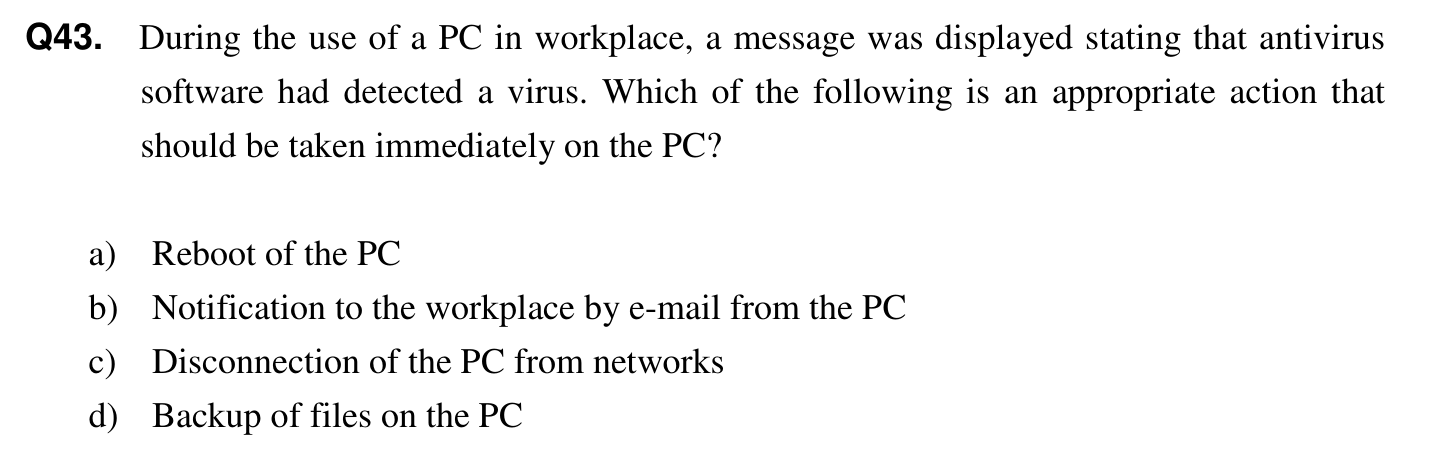 Q43. During the use of a PC in workplace, a message was displayed stating that antivirus
software had detected a virus. Which of the following is an appropriate action that
should be taken immediately on the PC?
a) Reboot of the PC
b) Notification to the workplace by e-mail from the PC
c) Disconnection of the PC from networks
d) Backup of files on the PC